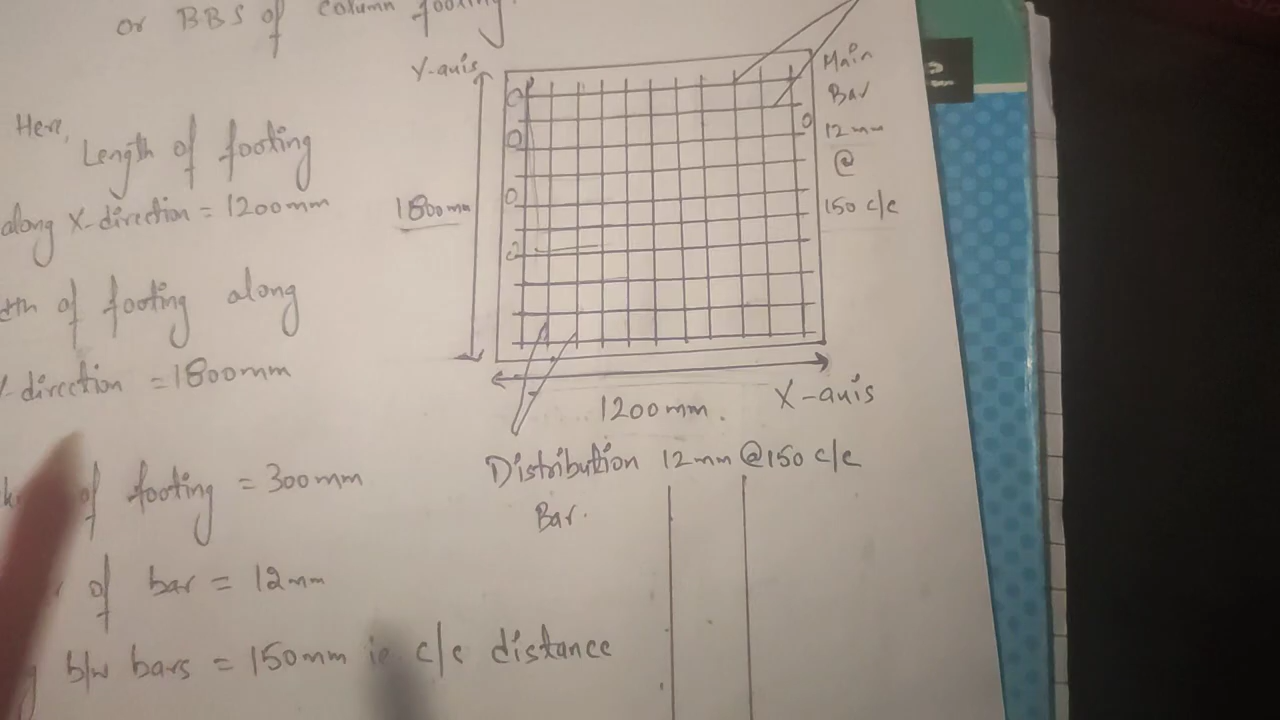 or BBS of column footing.
Here,
Length of footing
along X-direction = 1200mm
of footing along
direction = 1800mm
of footing = 300mm
of bar = 12mm
b/w bars = 150mm ie c/c distance
Y-axis
1800mm
1200mm.
X-axis
Main
Bar
12mm
@
150 c/c
Distribution 12mm @150 c/c
Bar.